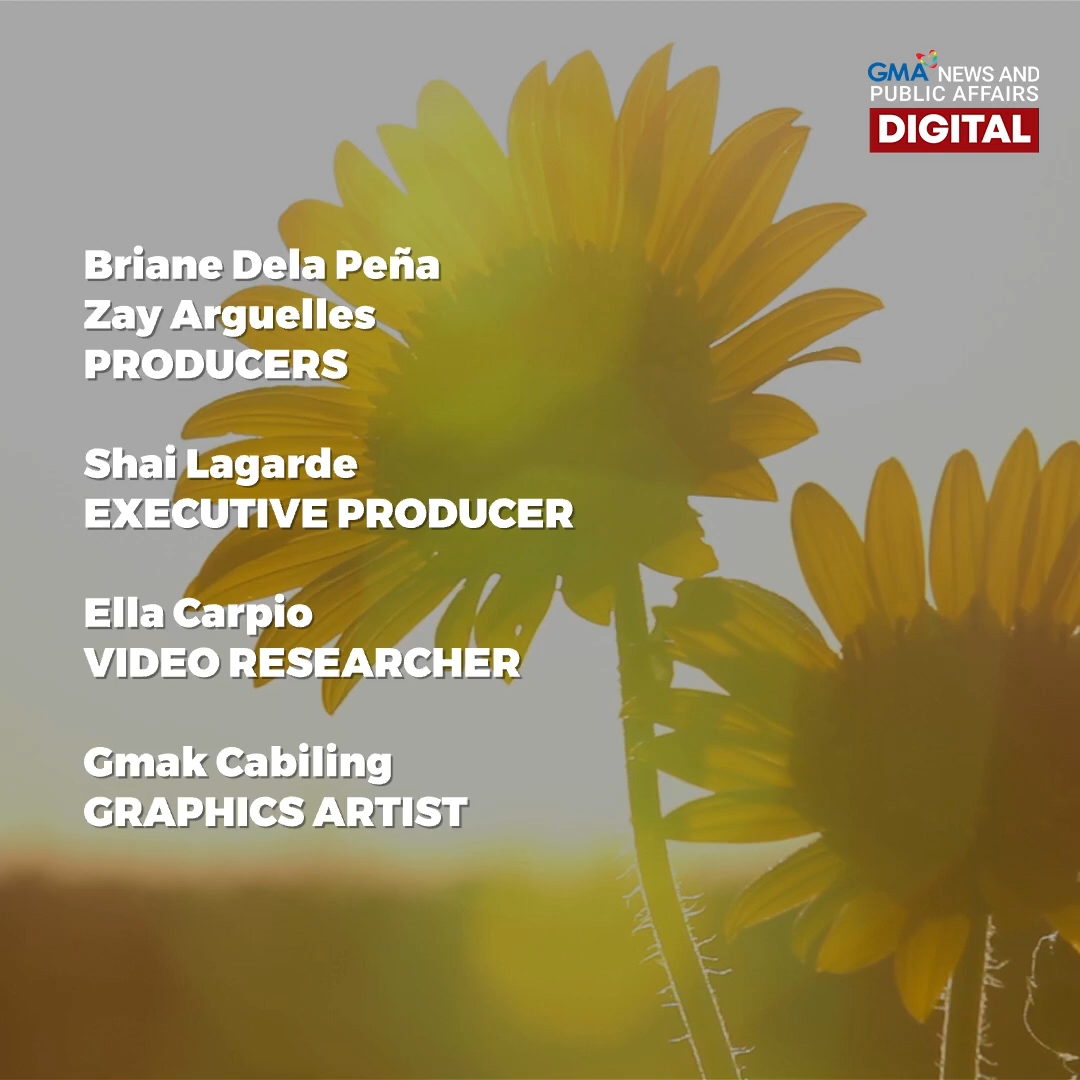 GMA NEWS AND
PUBLIC AFFAIRS
DIGITAL
Briane Dela Peña
Zay Arguelles
PRODUCERS
Shai Lagarde
EXECUTIVE PRODUCER
Ella Carpio
VIDEO RESEARCHER
Gmak Cabiling
GRAPHICS ARTIST